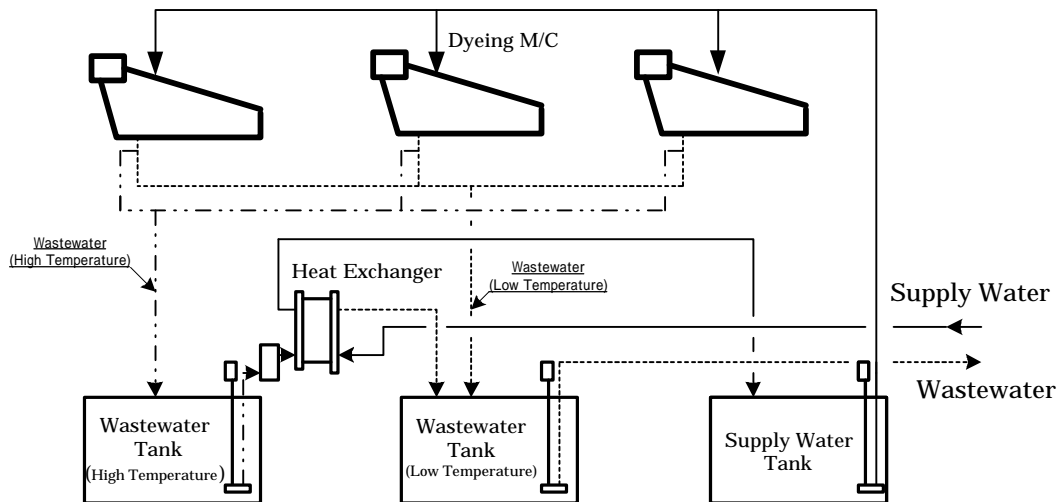 Dyeing M/C
Wastewater
(High Temperature)
Heat Exchanger
Wastewater
(Low Temperature)
Supply Water
Wastewater
Wastewater
Tank
(High Temperature)
Wastewater
Tank
(Low Temperature)
Supply Water
Tank